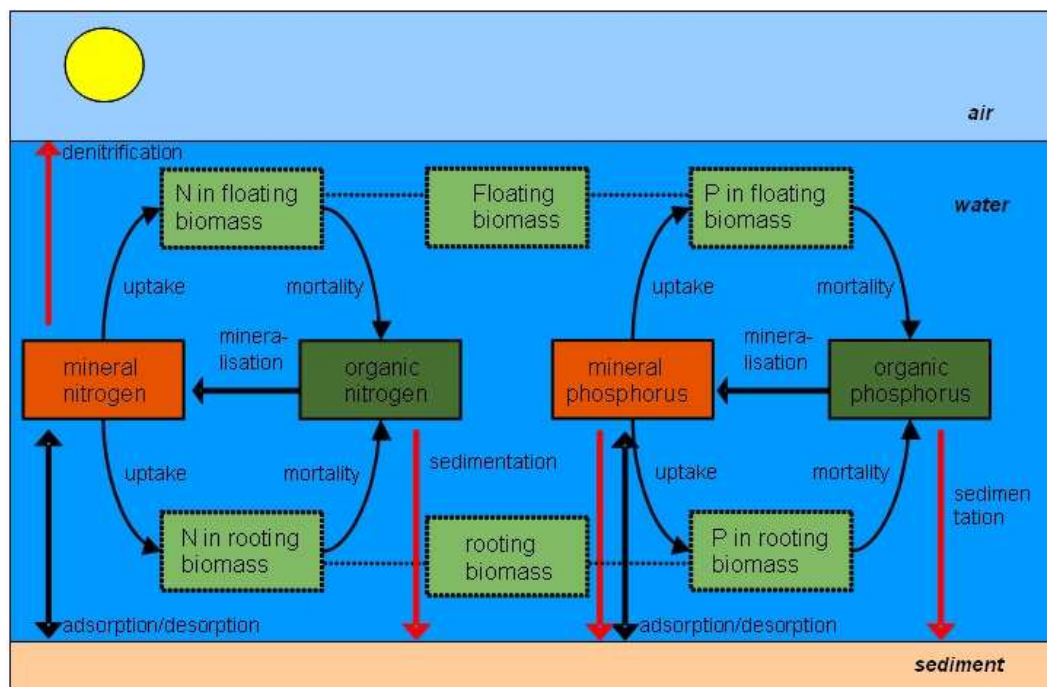 air
denitrification
N in floating
biomass
Floating
biomass
P in floating
biomass
water
uptake
mortality
uptake
mortality
minera-
lisation
minera-
lisation
mineral
nitrogen
organic
nitrogen
mineral
phosphorus
organic
phosphorus
uptake
mortality
sedimentation
uptake
mortality
sedimen
tation
N in rooting
biomass
rooting
biomass
P in rooting
biomass
adsorption/desorption
adsorption/desorption
sediment